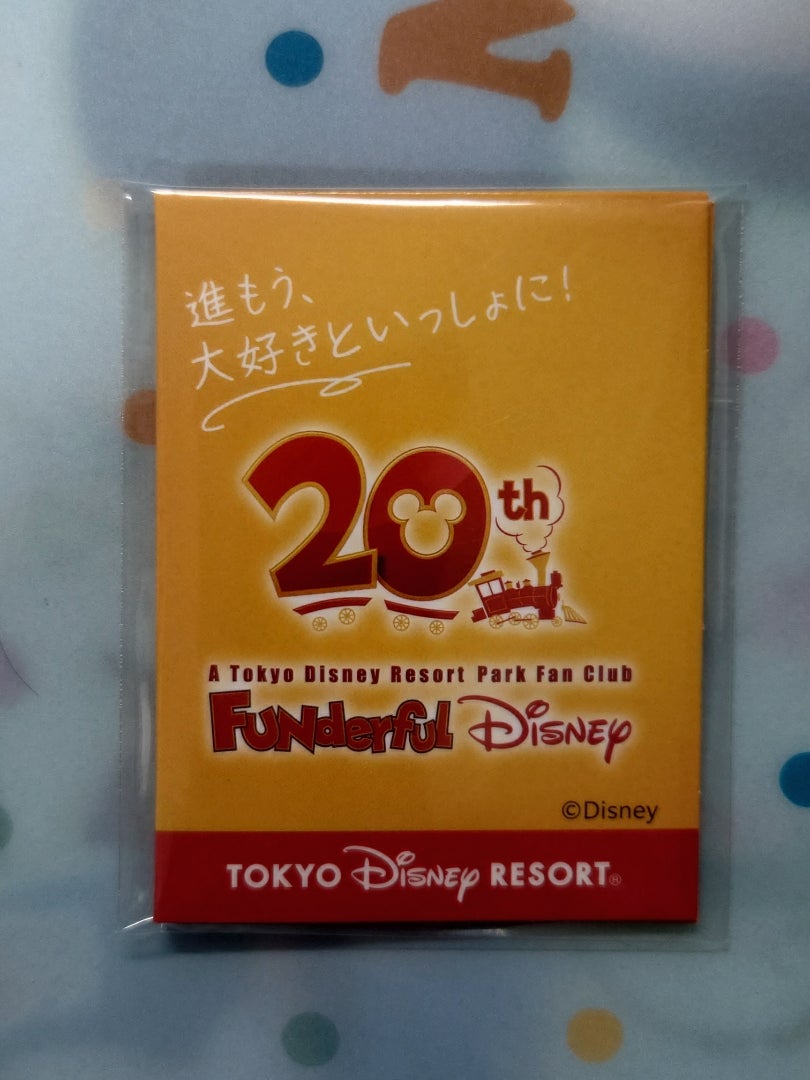 進もう、
大好きといっしょに!
20th
A Tokyo Disney Resort Park Fan Club
FUNderful Disney
©Disney
TOKYO Disney RESORT®